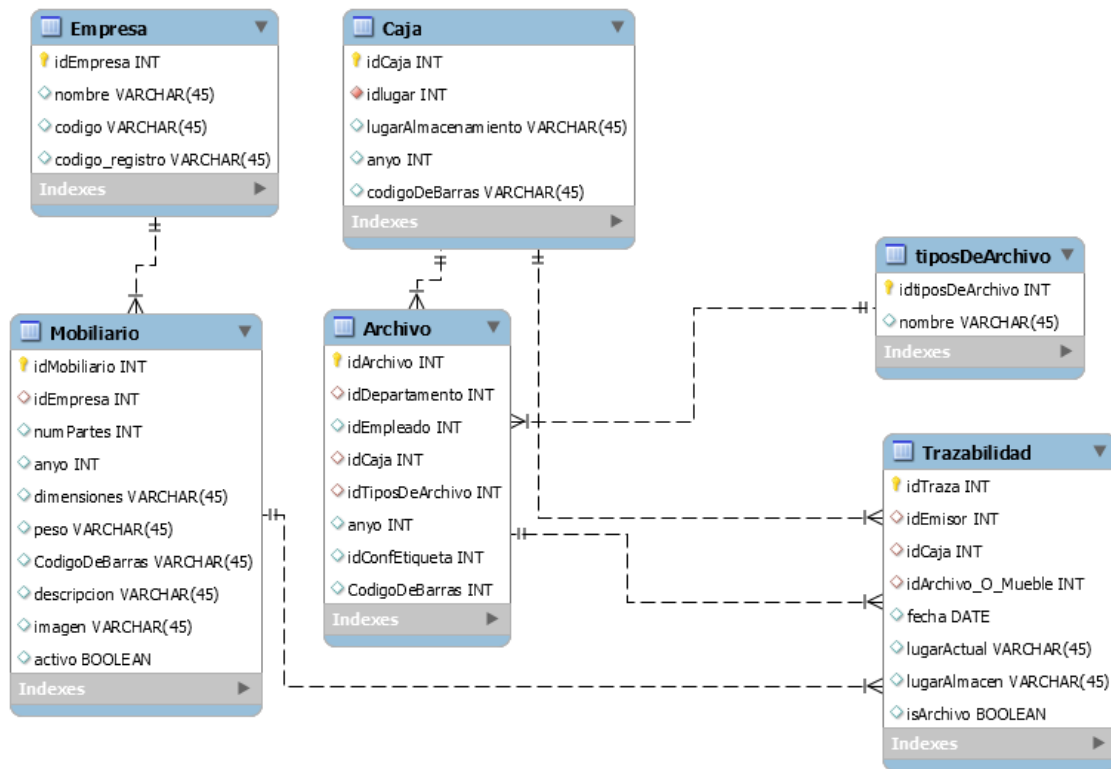 Empresa
idEmpresa INT
nombre VARCHAR(45)
codigo VARCHAR(45)
codigo_registro VARCHAR(45)
Indexes
Caja
idCaja INT
idlugar INT
lugarAlmacenamiento VARCHAR(45)
anyo INT
codigoDeBarras VARCHAR(45)
Indexes
tiposDeArchivo
idtiposDeArchivo INT
nombre VARCHAR(45)
Indexes
Mobiliario
idMobiliario INT
idEmpresa INT
numPartes INT
anyo INT
dimensiones VARCHAR(45)
peso VARCHAR(45)
CodigoDeBarras VARCHAR(45)
descripcion VARCHAR(45)
imagen VARCHAR(45)
activo BOOLEAN
Indexes
Archivo
idArchivo INT
idDepartamento INT
idEmpleado INT
idCaja INT
idTiposDeArchivo INT
anyo INT
idConfEtiqueta INT
CodigoDeBarras INT
Indexes
Trazabilidad
idTraza INT
idEmisor INT
idCaja INT
idArchivo_O_Mueble INT
fecha DATE
lugarActual VARCHAR(45)
lugarAlmacen VARCHAR(45)
isArchivo BOOLEAN
Indexes